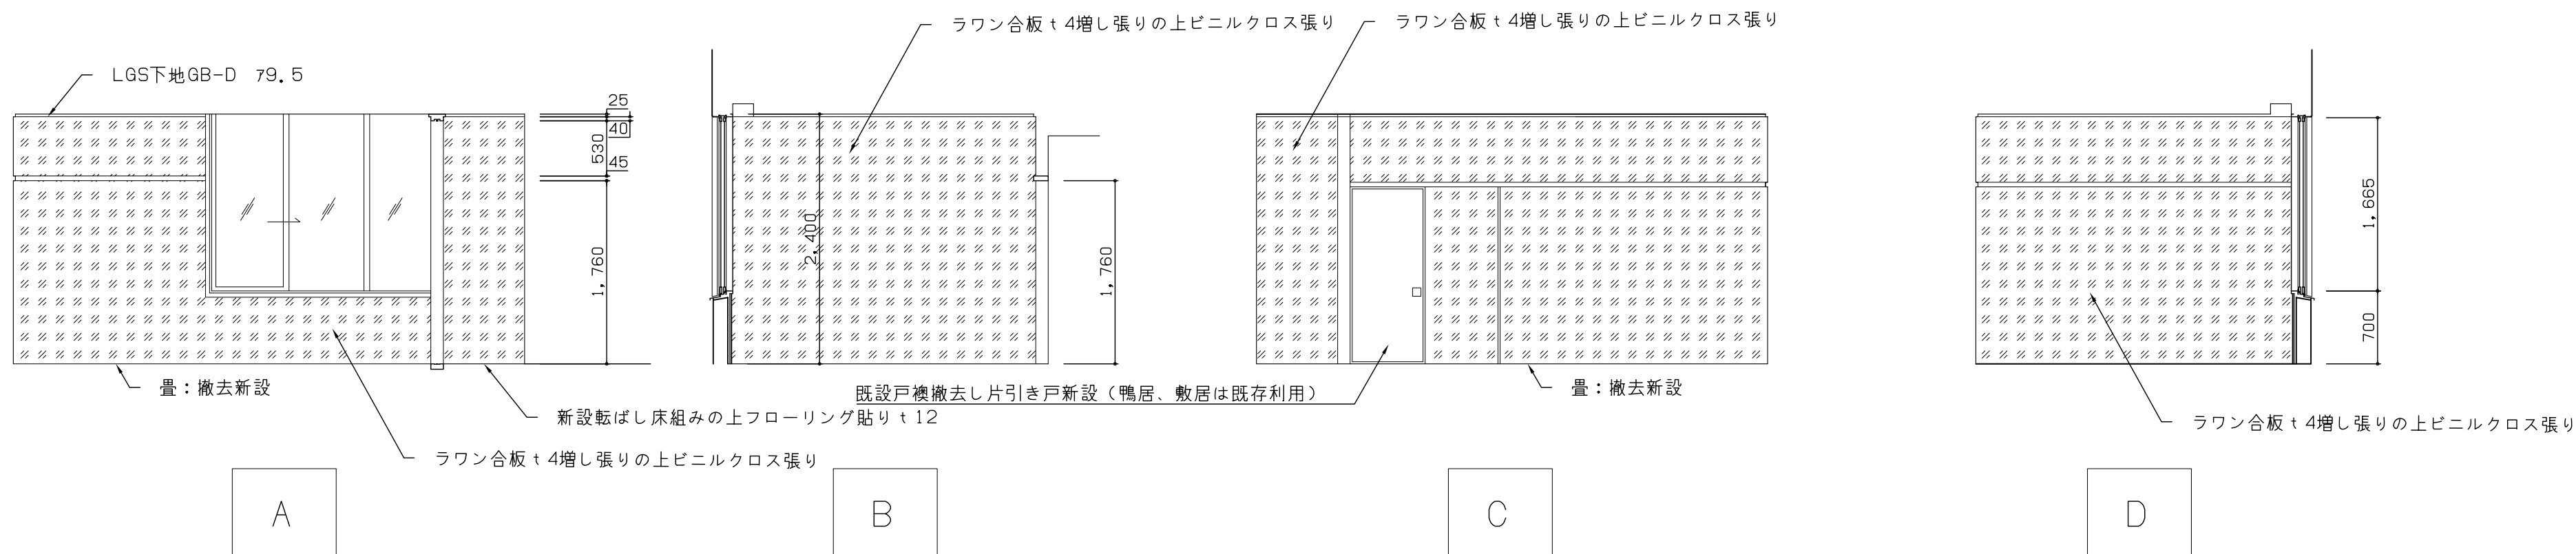 ラワン合板ｔ4増し張りの上ビニルクロス張り
ラワン合板ｔ4増し張りの上ビニルクロス張り
LGS下地GB-D ｱ9.5
25
40
530
45
1,760
2,400
1,760
1,665
700
畳：撤去新設
既設戸襖撤去し片引き戸新設（鴨居、敷居は既存利用）
畳：撤去新設
新設転ばし床組みの上フローリング貼りｔ12
ラワン合板ｔ4増し張りの上ビニルクロス張り
ラワン合板ｔ4増し張りの上ビニルクロス張り
A
B
C
D